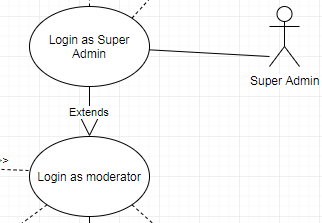 Login as Super
Admin
Super Admin
Extends
>>
Login as moderator